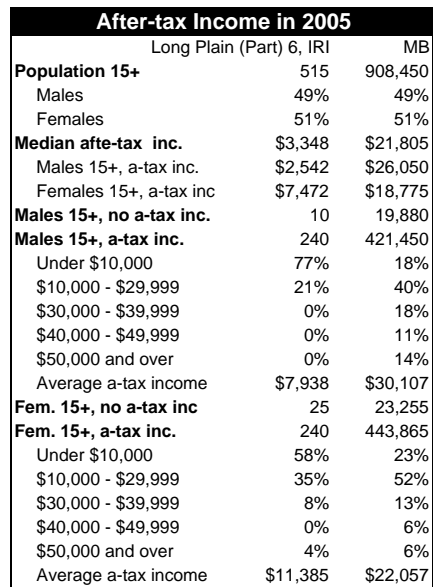 After-tax Income in 2005
Long Plain (Part) 6, IRI MB
Population 15+ 515 908,450
Males 49% 49%
Females 51% 51%
Median afte-tax inc. $3,348 $21,805
Males 15+, a-tax inc. $2,542 $26,050
Females 15+, a-tax inc $7,472 $18,775
Males 15+, no a-tax inc. 10 19,880
Males 15+, a-tax inc. 240 421,450
Under $10,000 77% 18%
$10,000 - $29,999 21% 40%
$30,000 - $39,999 0% 18%
$40,000 - $49,999 0% 11%
$50,000 and over 0% 14%
Average a-tax income $7,938 $30,107
Fem. 15+, no a-tax inc 25 23,255
Fem. 15+, a-tax inc. 240 443,865
Under $10,000 58% 23%
$10,000 - $29,999 35% 52%
$30,000 - $39,999 8% 13%
$40,000 - $49,999 0% 6%
$50,000 and over 4% 6%
Average a-tax income $11,385 $22,057